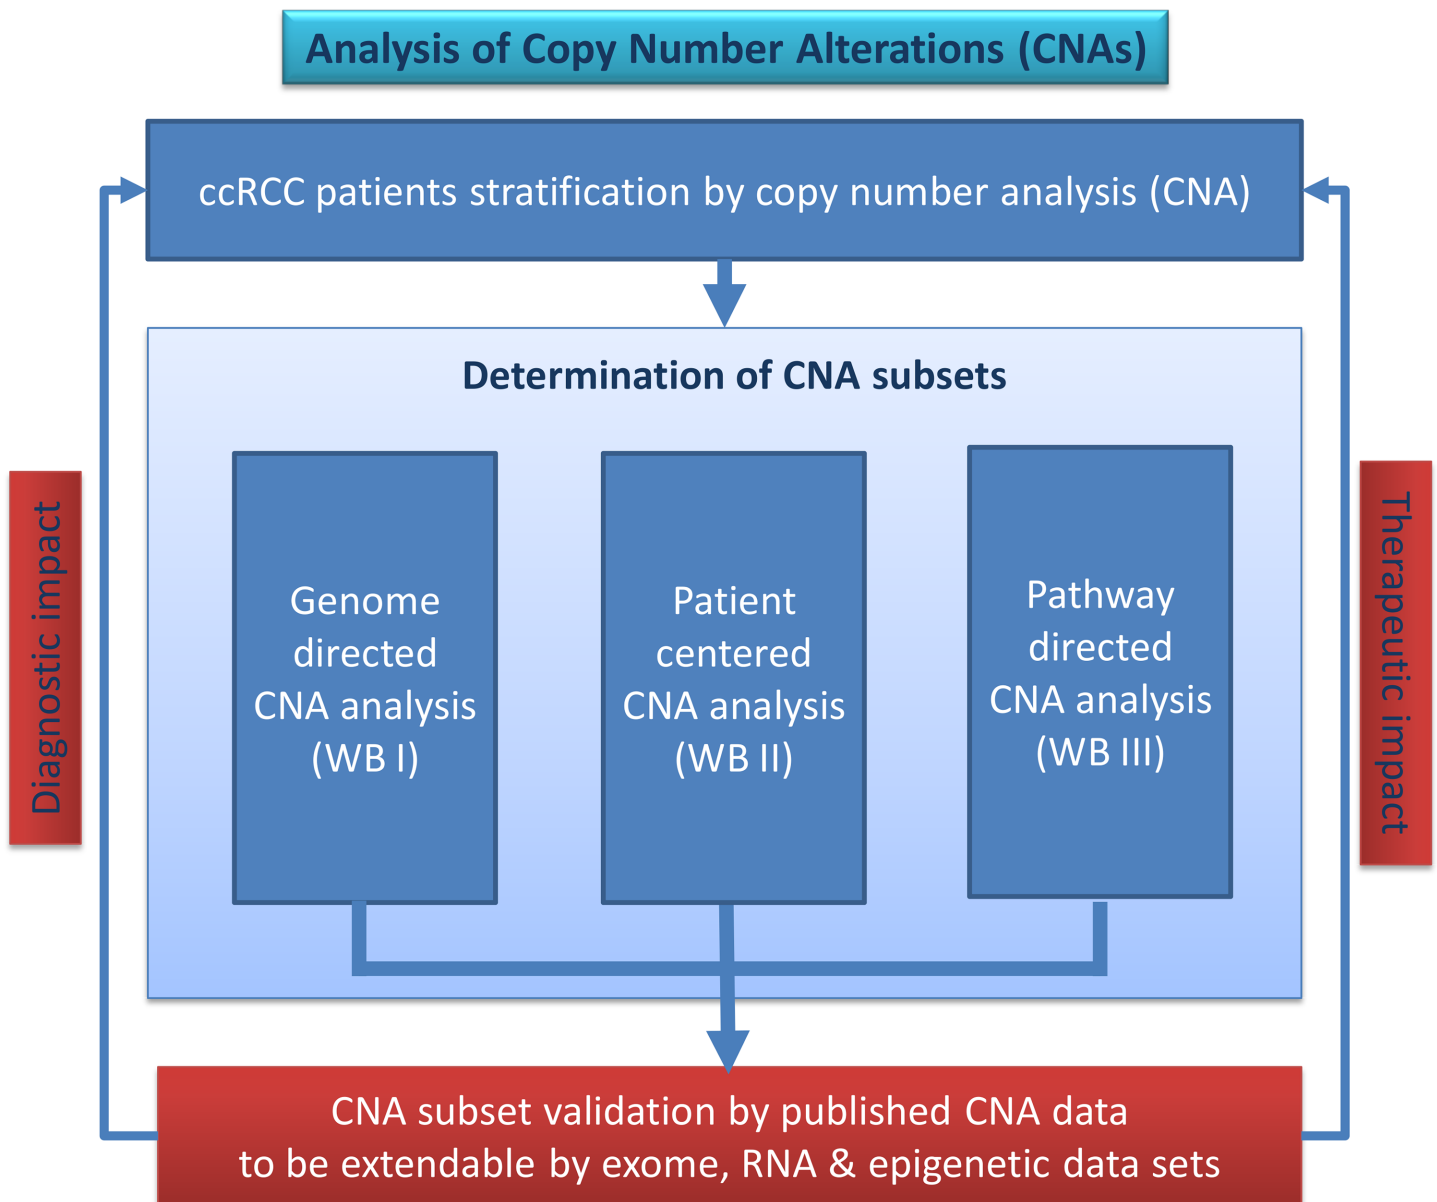 Analysis of Copy Number Alterations (CNAs)
ccRCC patients stratification by copy number analysis (CNA)
Determination of CNA subsets
Genome
directed
CNA analysis
(WB I)
Patient
centered
CNA analysis
(WB II)
Pathway
directed
CNA analysis
(WB III)
Diagnostic impact
Therapeutic impact
CNA subset validation by published CNA data
to be extendable by exome, RNA & epigenetic data sets